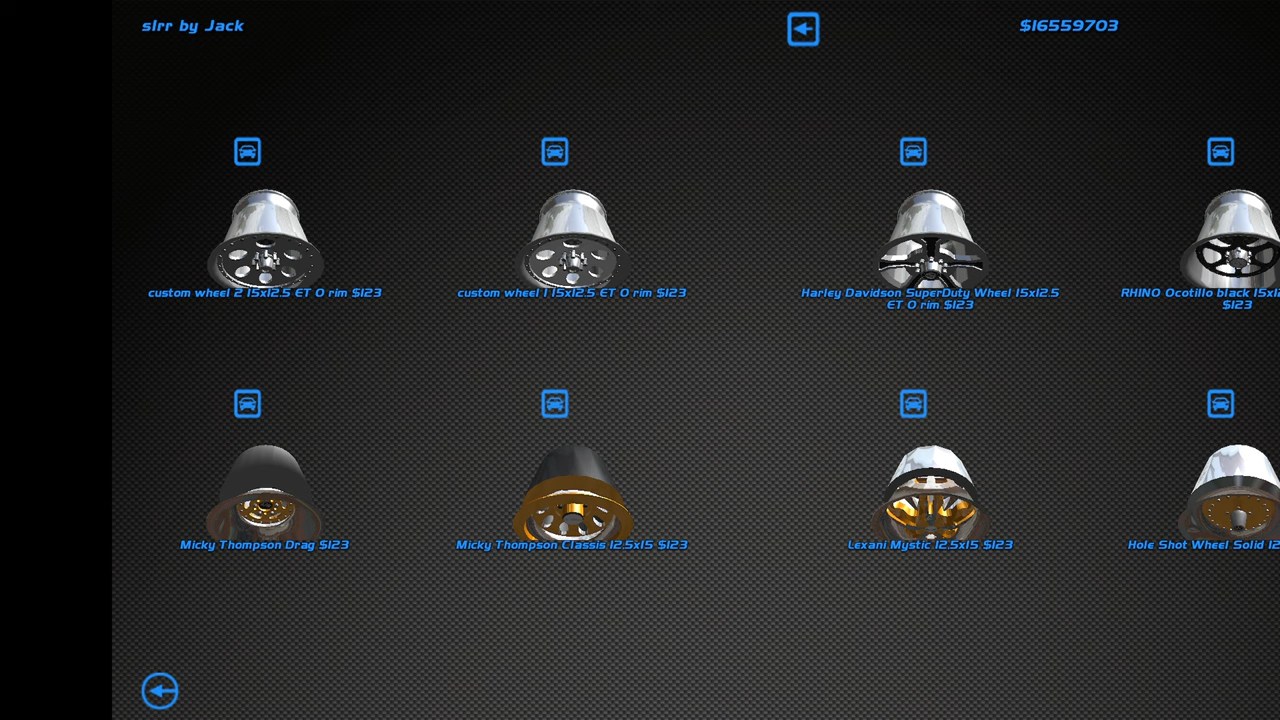 slrr by Jack
$16559703
custom wheel 2 15x12.5 ET 0 rim $123
custom wheel 1 15x12.5 ET 0 rim $123
Harley Davidson SuperDuty Wheel 15x12.5
ET 0 rim $123
RHINO Ocotillo black
$123
Micky Thompson Drag $123
Micky Thompson Classis 12.5x15 $123
Lexani Mystic 12.5x15 $123
Hole Shot Wheel Solid